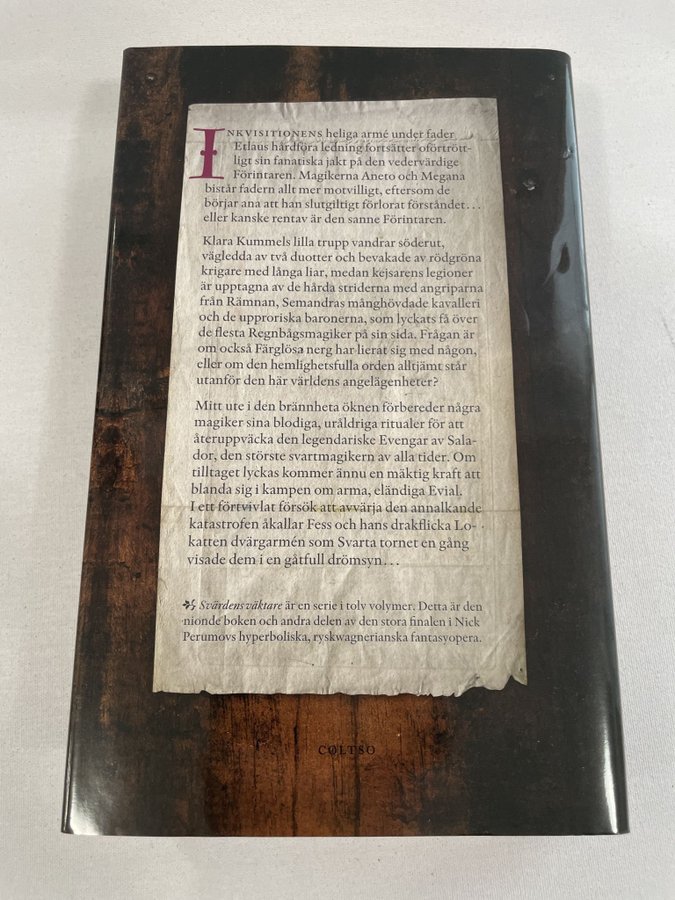 INKVISITIONENS heliga armé under fader
Etlaus hårdföra ledning fortsätter oförtrött-
ligt sin fanatiska jakt på den vedervärdige
Förintaren. Magikerna Aneto och Megana
bistår fadern allt mer motvilligt, eftersom de
börjar ana att han slutgiltigt förlorat förståndet…
eller kanske rentav är den sanne Förintaren.
Klara Kummels lilla trupp vandrar söderut,
vägledda av två duotter och bevakade av rödgröna
krigare med långa liar, medan kejsarens legioner
är upptagna av de hårda striderna med angriparna
från Rämnan, Semandras månghövdade kavalleri
och de upproriska baronerna, som lyckats få över
de flesta Regnbågsmagiker på sin sida. Frågan är
om också Färglösa nerg har lierat sig med någon,
eller om den hemlighetsfulla orden alltjämt står
utanför den här världens angelägenheter?
Mitt ute i den brännheta öknen förbereder några
magiker sina blodiga, uråldriga ritualer för att
återuppväcka den legendariske Evengar av Sala-
dor, den störste svartmagikern av alla tider. Om
tilltaget lyckas kommer ännu en mäktig kraft att
blanda sig i kampen om arma, eländiga Evial.
I ett förtvivlat försök att avvärja den annalkande
katastrofen åkallar Fess och hans drakflicka Lo-
katten dvärgarmén som Svarta tornet en gång
visade dem i en gåtfull drömsyn…
Svärdens väktare är en serie i tolv volymer. Detta är den
nionde boken och andra delen av den stora finalen i Nick
Perumovs hyperboliska, ryskwagnerianska fantasyopera.
COLTSO